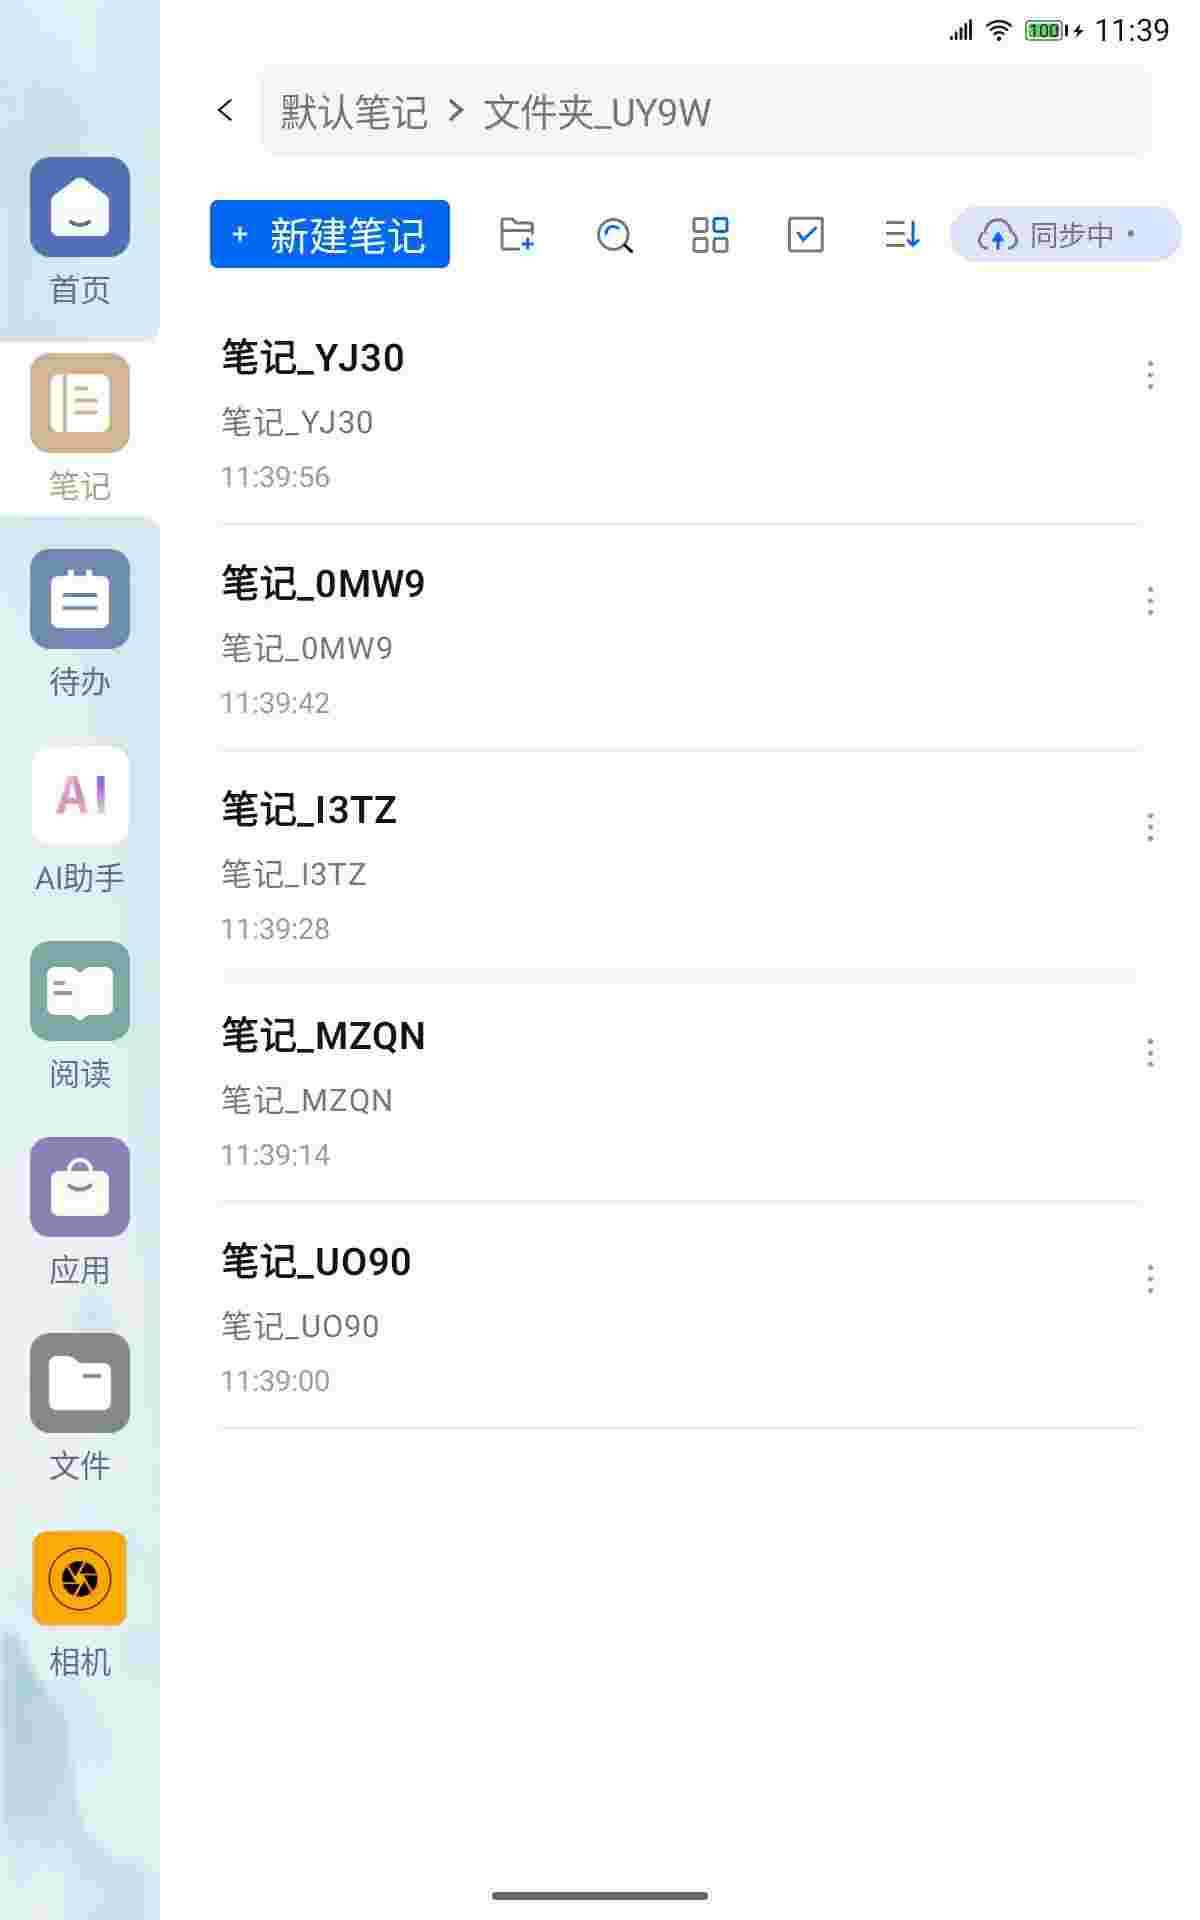 100 11:39
默认笔记 > 文件夹_UY9W
+ 新建笔记
同步中 ·
首页
笔记
待办
AI
AI助手
阅读
应用
文件
相机
笔记_YJ30
笔记_YJ30
11:39:56
笔记_0MW9
笔记_0MW9
11:39:42
笔记_I3TZ
笔记_I3TZ
11:39:28
笔记_MZQN
笔记_MZQN
11:39:14
笔记_UO90
笔记_UO90
11:39:00